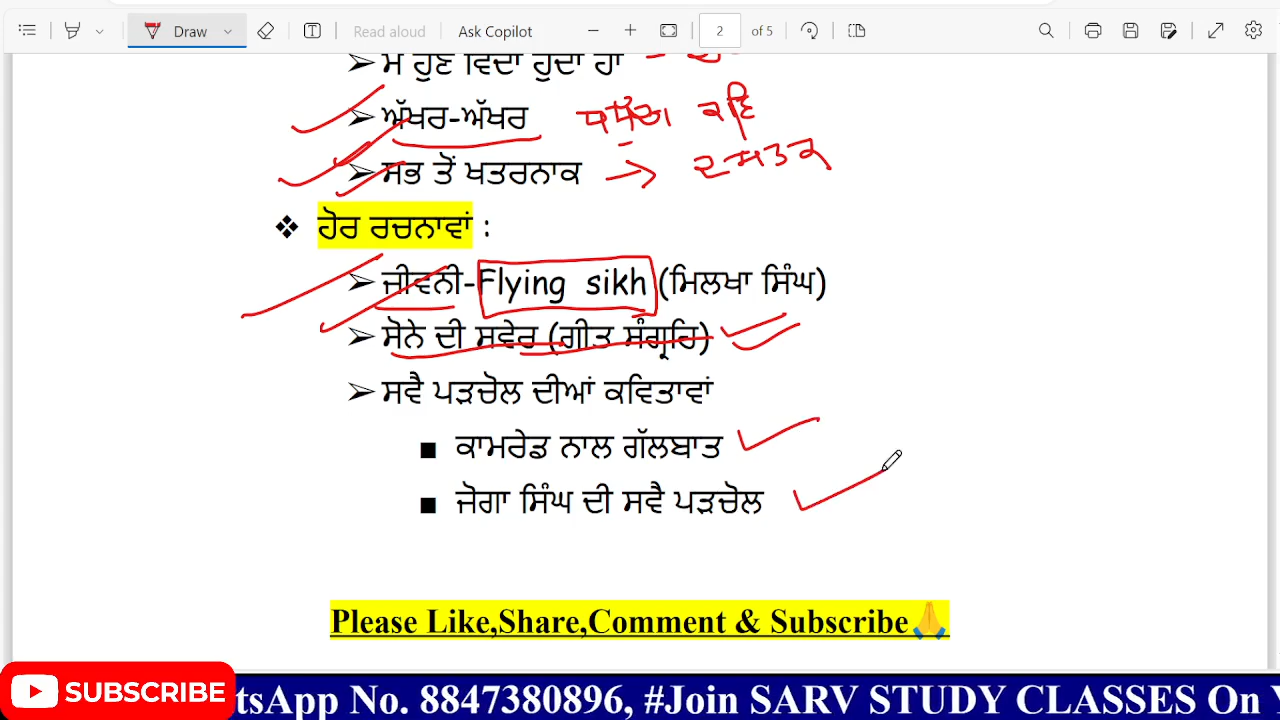 Draw
Read aloud
Ask Copilot
2 of 5
ਮੈਂ ਹੁਣ ਵਿਦਾ ਹੁੰਦਾ ਹਾਂ
ਅੱਖਰ-ਅੱਖਰ
ਸਭ ਤੋਂ ਖਤਰਨਾਕ → ਦਸਤਕ
ਹੋਰ ਰਚਨਾਵਾਂ :
ਜੀਵਨੀ-Flying sikh (ਮਿਲਖਾ ਸਿੰਘ)
ਸੋਨੇ ਦੀ ਸਵੇਰ (ਗੀਤ ਸੰਗ੍ਰਹਿ)
ਸਵੈ ਪੜਚੋਲ ਦੀਆਂ ਕਵਿਤਾਵਾਂ
ਕਾਮਰੇਡ ਨਾਲ ਗੱਲਬਾਤ
ਜੋਗਾ ਸਿੰਘ ਦੀ ਸਵੈ ਪੜਚੋਲ
Please Like,Share,Comment & Subscribe🙏
SUBSCRIBE
tsApp No. 8847380896, #Join SARV STUDY CLASSES On Y